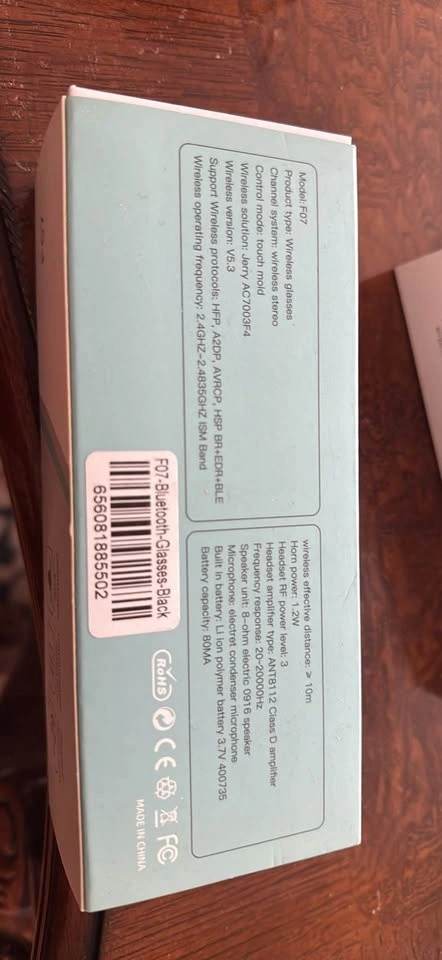 Model: F07
Product type: Wireless glasses
Channel system: wireless stereo
Control mode: touch mold
Wireless solution: Jerry AC7003F4
Wireless version: V5.3
Support Wireless protocols: HFP, A2DP, AVRCP, HSP BR+EDR+BLE
Wireless operating frequency: 2.4GHZ-2.4835GHZ ISM Band
wireless effective distance: ≥ 10m
Horn power: 1.2W
Headset RF power level: 3
Headset amplifier type: ANT8112 Class D amplifier
Frequency response: 20-20000Hz
Speaker unit: 8-ohm electric 0916 speaker
Microphone: electret condenser microphone
Built in battery: Li ion polymer battery 3.7V 400735
Battery capacity: 80MA
F07-Bluetooth-Glasses-Black
656081885502
RoHS CE FC
MADE IN CHINA